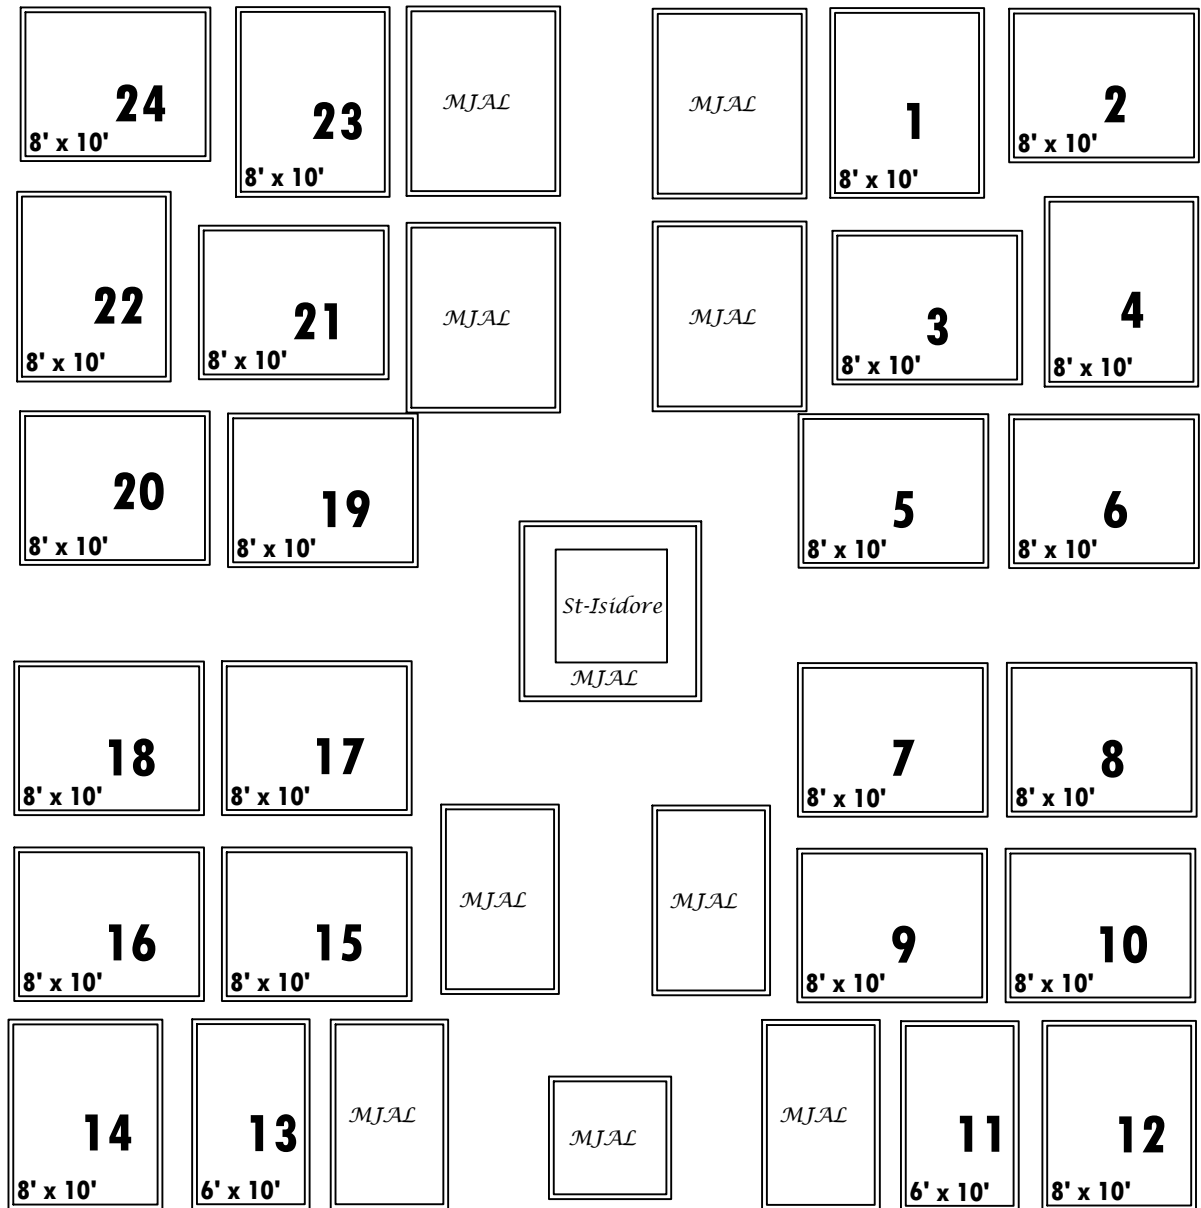 24
8' x 10'
23
8' x 10'
MJAL
MJAL
1
8' x 10'
2
8' x 10'
22
8' x 10'
21
8' x 10'
MJAL
MJAL
3
8' x 10'
4
8' x 10'
20
8' x 10'
19
8' x 10'
5
8' x 10'
6
8' x 10'
St-Isidore
MJAL
18
8' x 10'
17
8' x 10'
7
8' x 10'
8
8' x 10'
16
8' x 10'
15
8' x 10'
MJAL
MJAL
9
8' x 10'
10
8' x 10'
14
8' x 10'
13
6' x 10'
MJAL
MJAL
MJAL
11
6' x 10'
12
8' x 10'